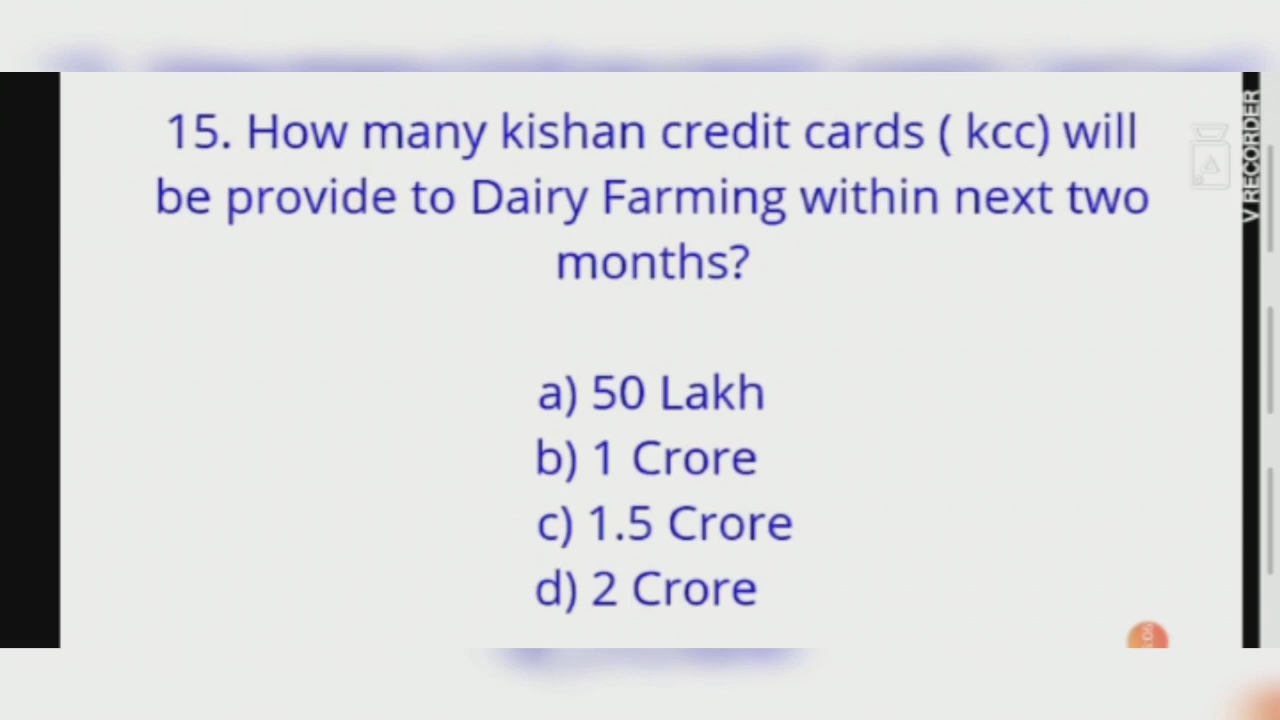 15. How many kishan credit cards ( kcc) will
be provide to Dairy Farming within next two
months?
a) 50 Lakh
b) 1 Crore
c) 1.5 Crore
d) 2 Crore
V RECORDER